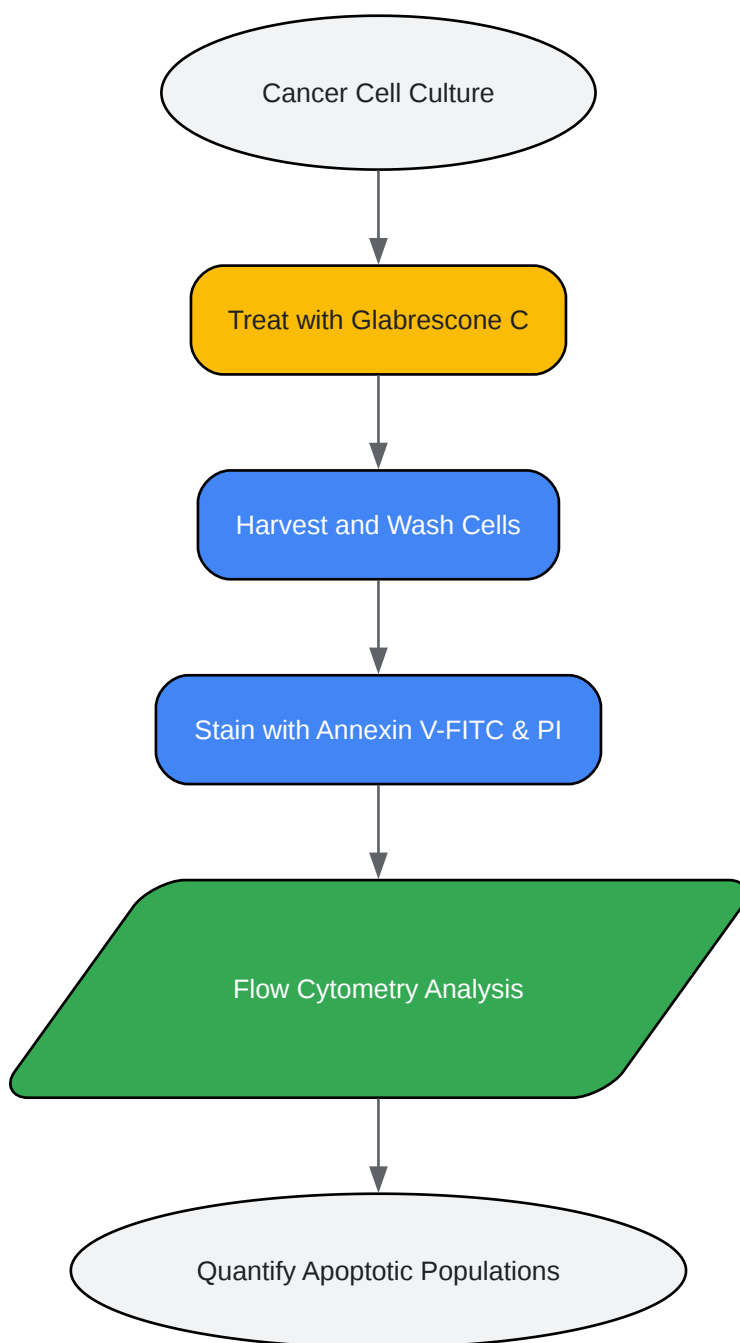 Cancer Cell Culture
Treat with Glabrescone C
Harvest and Wash Cells
Stain with Annexin V-FITC & PI
Flow Cytometry Analysis
Quantify Apoptotic Populations